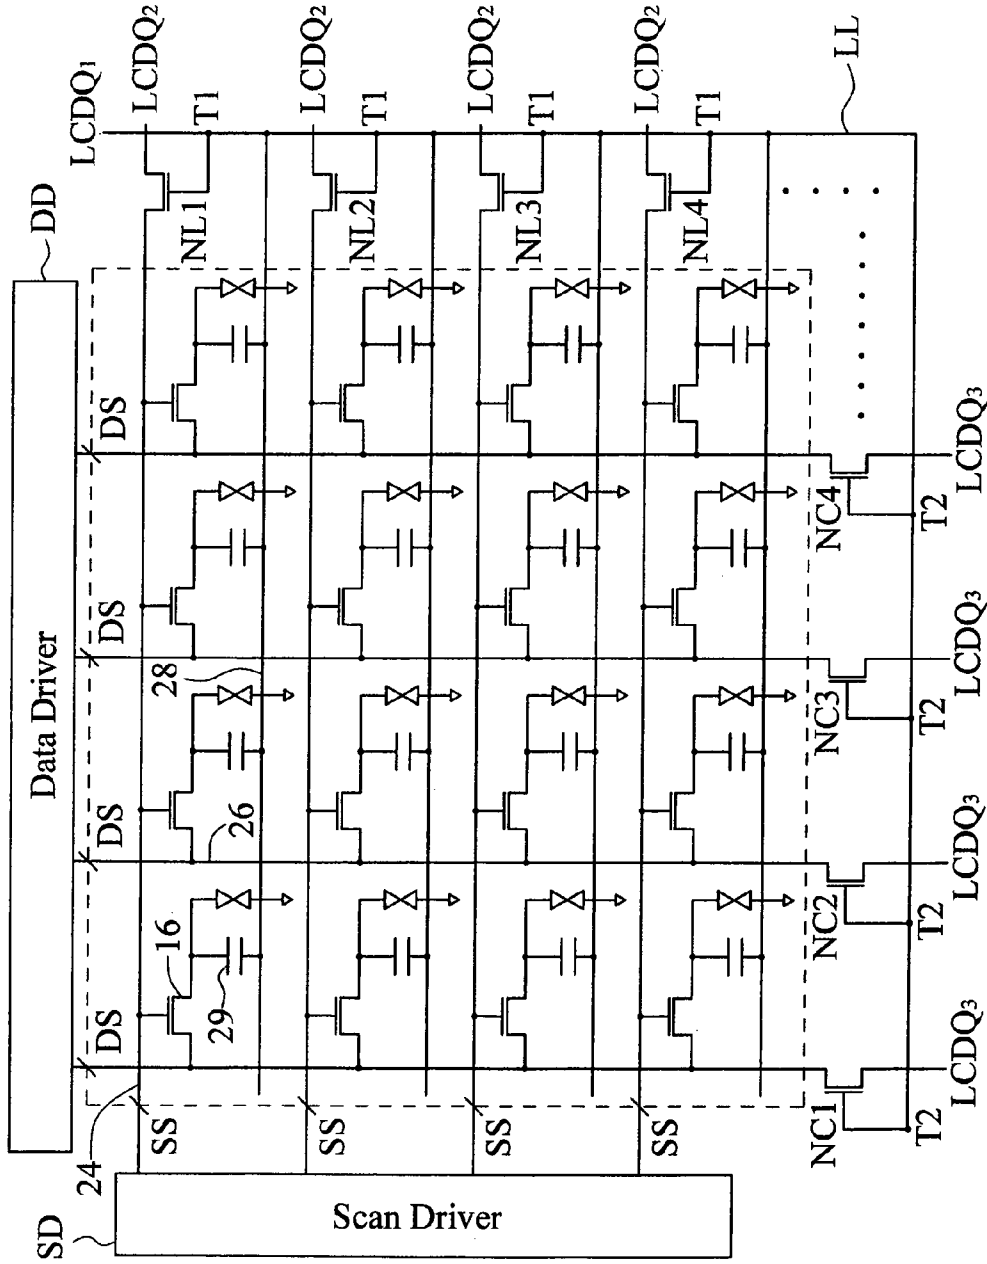 LCDQ1
LCDQ2
LCDQ2
LCDQ2
LCDQ2
T1
T1
T1
T1
LL
DD
NL1
NL2
NL3
NL4
Data Driver
DS
DS
DS
DS
28
26
16
29
24
SS
SS
SS
SS
SD
Scan Driver
NC4
NC3
NC2
NC1
T2
T2
T2
T2
LCDQ3
LCDQ3
LCDQ3
LCDQ3